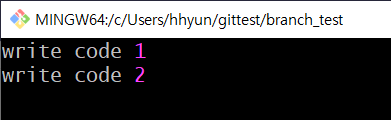 MINGW64:/c/Users/hhyun/gittest/branch_test
write code 1
write code 2